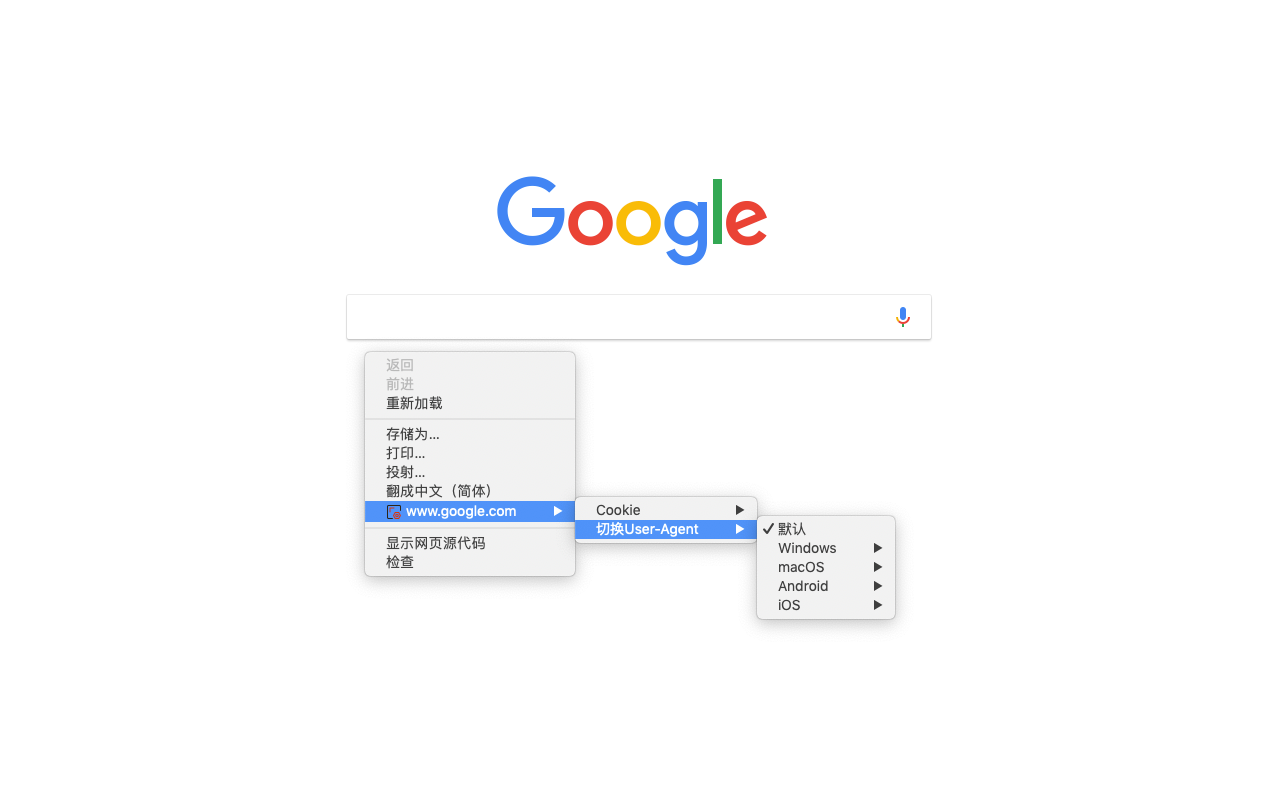 Google
返回
前进
重新加载
存储为...
打印...
投射...
翻成中文（简体）
www.google.com
显示网页源代码
检查
Cookie
切换User-Agent
默认
Windows
macOS
Android
iOS